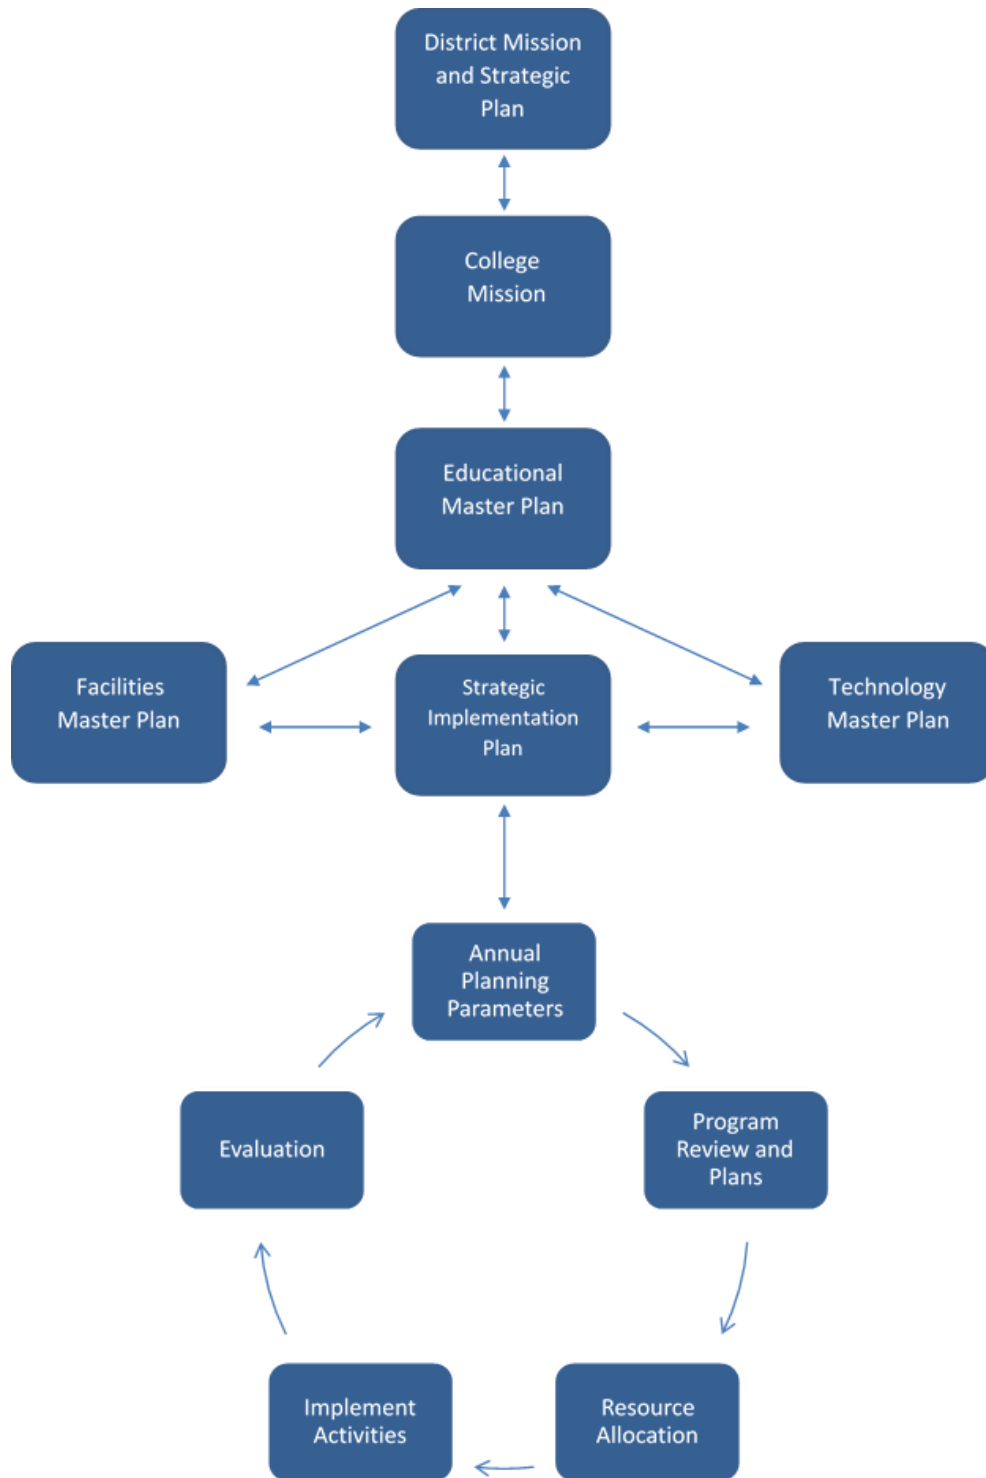 District Mission
and Strategic
Plan
College
Mission
Educational
Master Plan
Facilities
Master Plan
Strategic
Implementation
Plan
Technology
Master Plan
Annual
Planning
Parameters
Evaluation
Program
Review and
Plans
Implement
Activities
Resource
Allocation